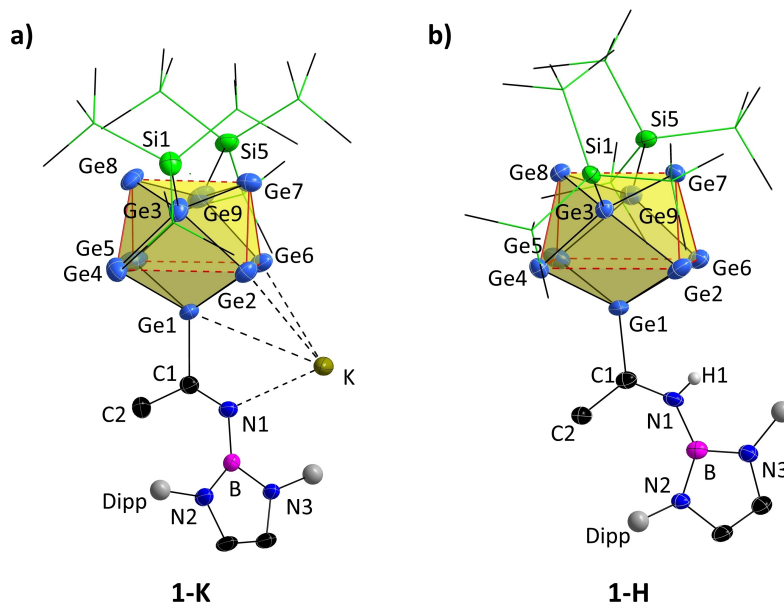 a)
Si1
Si5
Ge8
Ge3
Ge9
Ge7
Ge5
Ge4
Ge6
Ge2
Ge1
K
C1
C2
N1
B
Dipp
N2
N3
1-K
b)
Si5
Si1
Ge8
Ge7
Ge3
Ge9
Ge5
Ge4
Ge6
Ge2
Ge1
C1
H1
C2
N1
B
N3
N2
Dipp
1-H